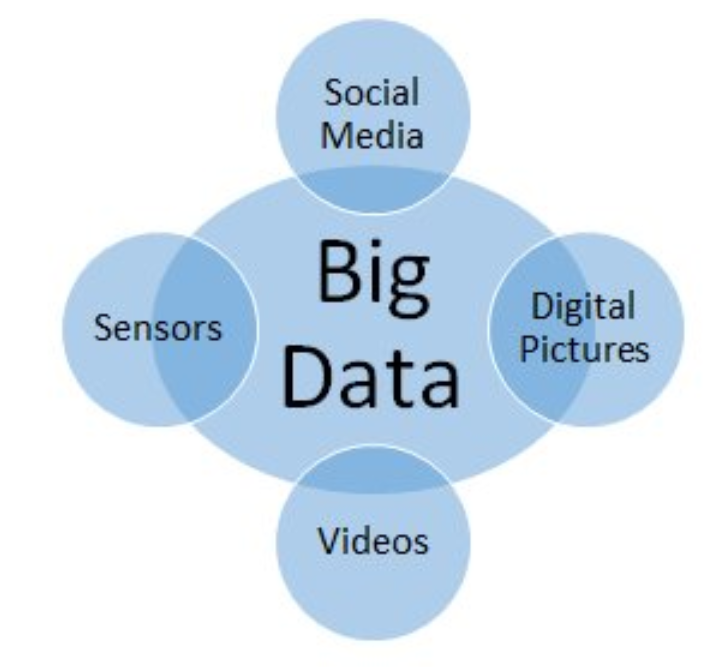 Social
Media
Big
Data
Sensors
Digital
Pictures
Videos